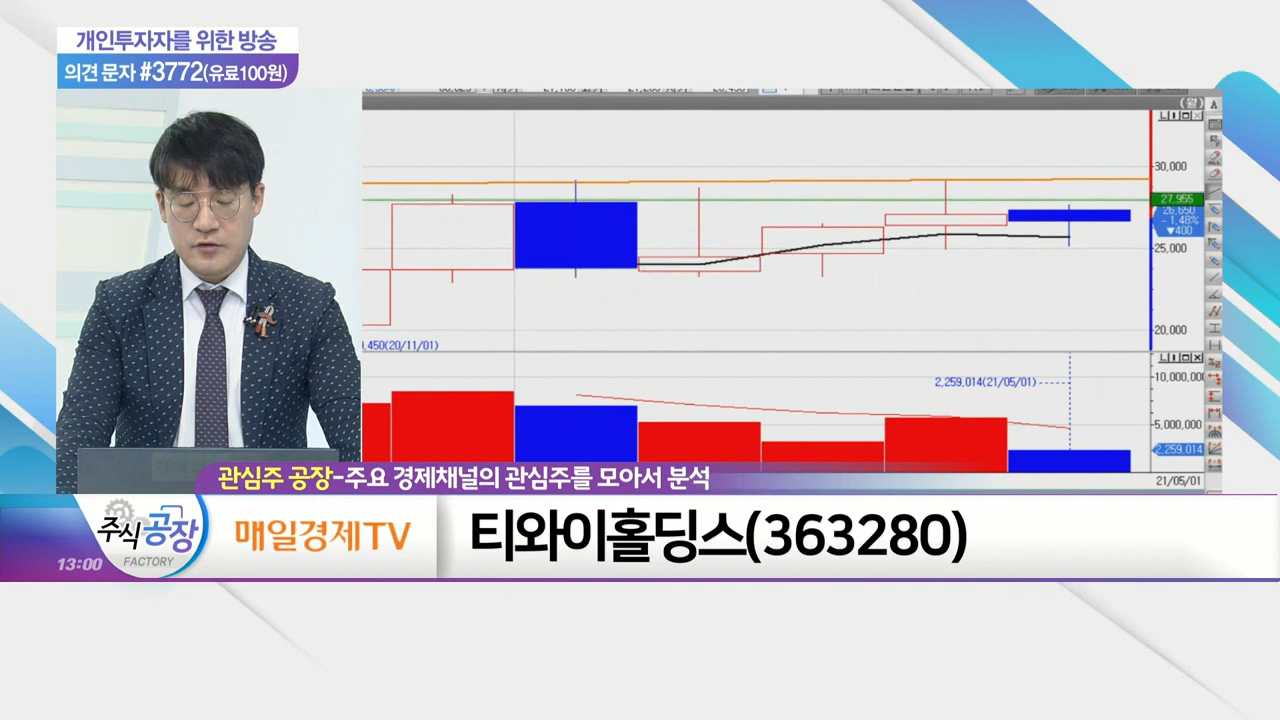 개인투자자를 위한 방송
의견 문자 #3772(유료100원)
(월)
30,000
27,955
26,650
-1.48%
▼400
25,000
20,000
,450(20/11/01)
2,259,014(21/05/01)
10,000,00
5,000,000
2,259,014
21/05/01
관심주 공장-주요 경제채널의 관심주를 모아서 분석
주식공장
FACTORY
13:00
매일경제TV
티와이홀딩스(363280)